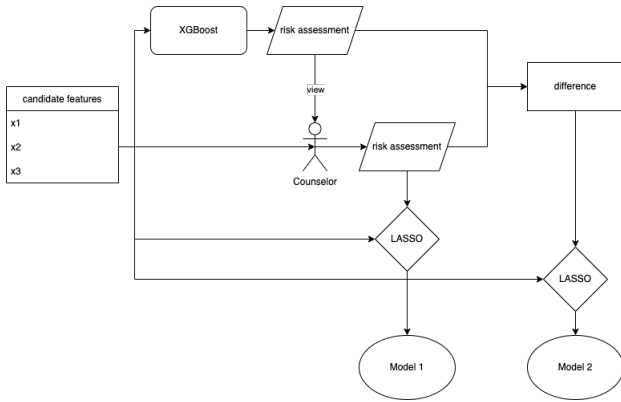 XGBoost
risk assessment
candidate features
x1
x2
x3
view
difference
risk assessment
Counselor
LASSO
LASSO
Model 1
Model 2